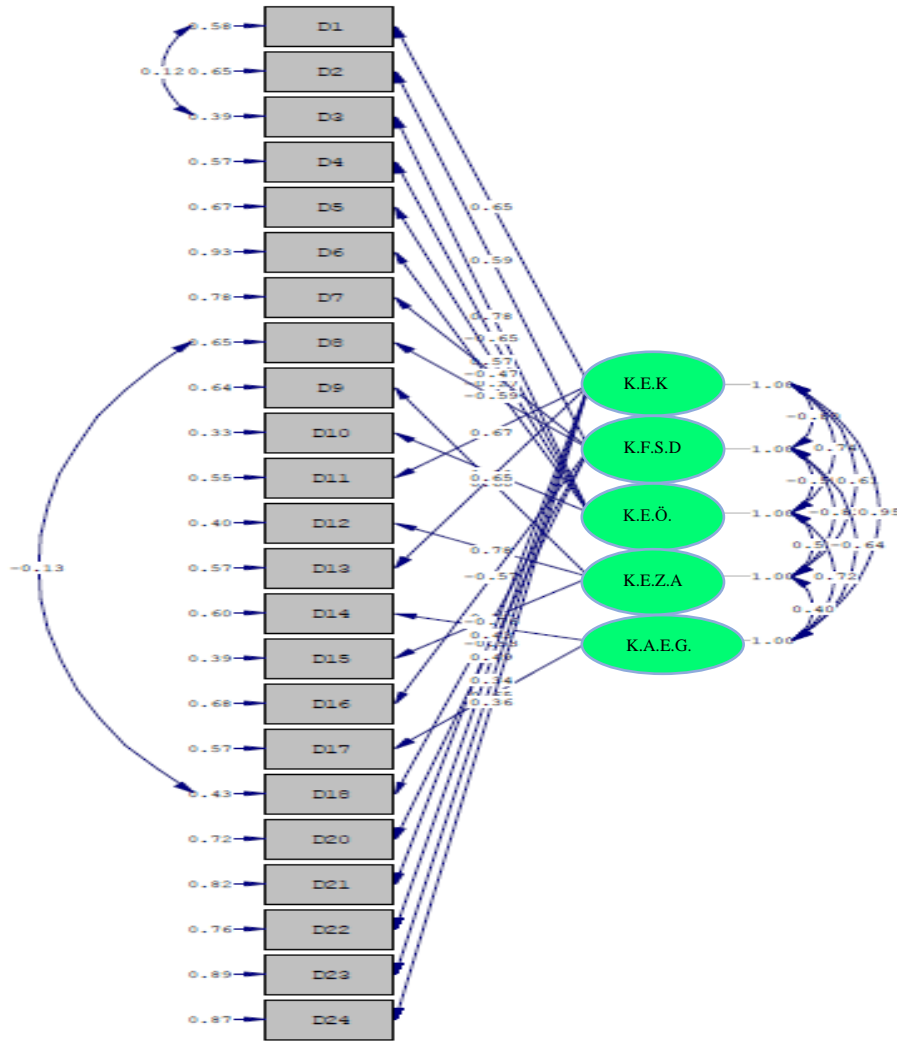 0.58 D1
0.12 0.65 D2
0.39 D3
0.57 D4
0.67 D5
0.93 D6
0.78 D7
0.65 D8
0.64 D9
0.33 D10
0.55 D11
0.40 D12
0.57 D13
0.60 D14
0.39 D15
0.68 D16
0.57 D17
0.43 D18
0.72 D20
0.82 D21
0.76 D22
0.89 D23
0.87 D24
-0.13
0.65
0.59
0.78
-0.65
0.57
-0.47
-0.59
0.67
0.65
0.78
-0.57
0.49
0.34
0.36
K.E.K
K.F.S.D
K.E.Ö.
K.E.Z.A
K.A.E.G.
1.00
1.00
1.00
1.00
1.00
0.74
0.61
0.95
-0.64
0.72
0.40